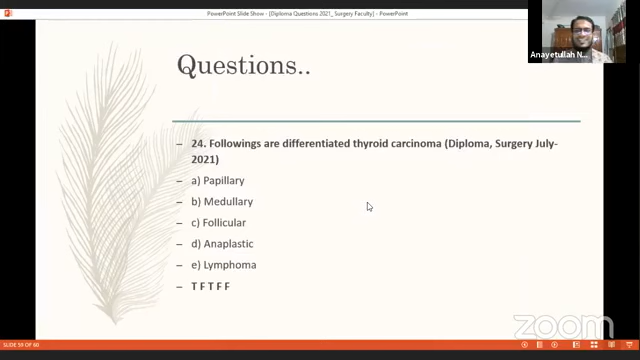 PowerPoint Slide Show - [Diploma Questions 2021_ Surgery Faculty] - PowerPoint
Anayetullah N...
Questions..
– 24. Followings are differentiated thyroid carcinoma (Diploma, Surgery July-
2021)
– a) Papillary
– b) Medullary
– c) Follicular
– d) Anaplastic
– e) Lymphoma
– T F T F F
zoom
SLIDE 59 OF 60